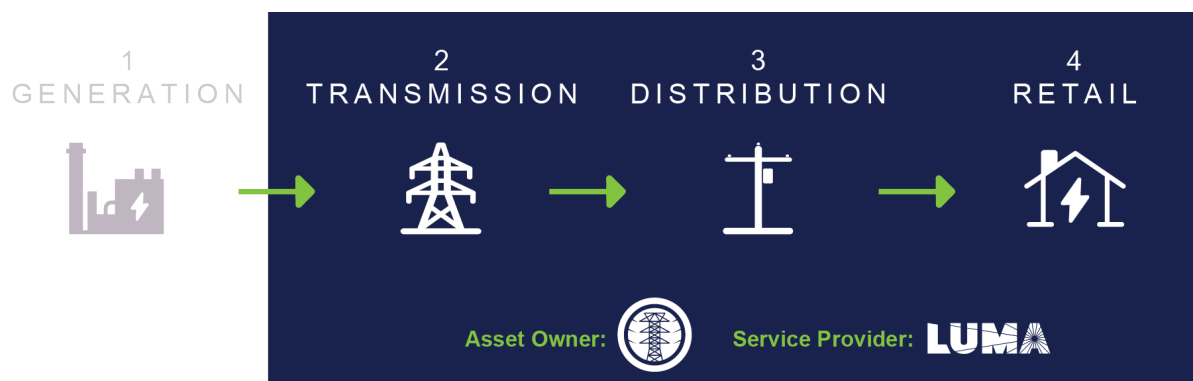 1
GENERATION
2
TRANSMISSION
3
DISTRIBUTION
4
RETAIL
Asset Owner:
Service Provider: LUMA